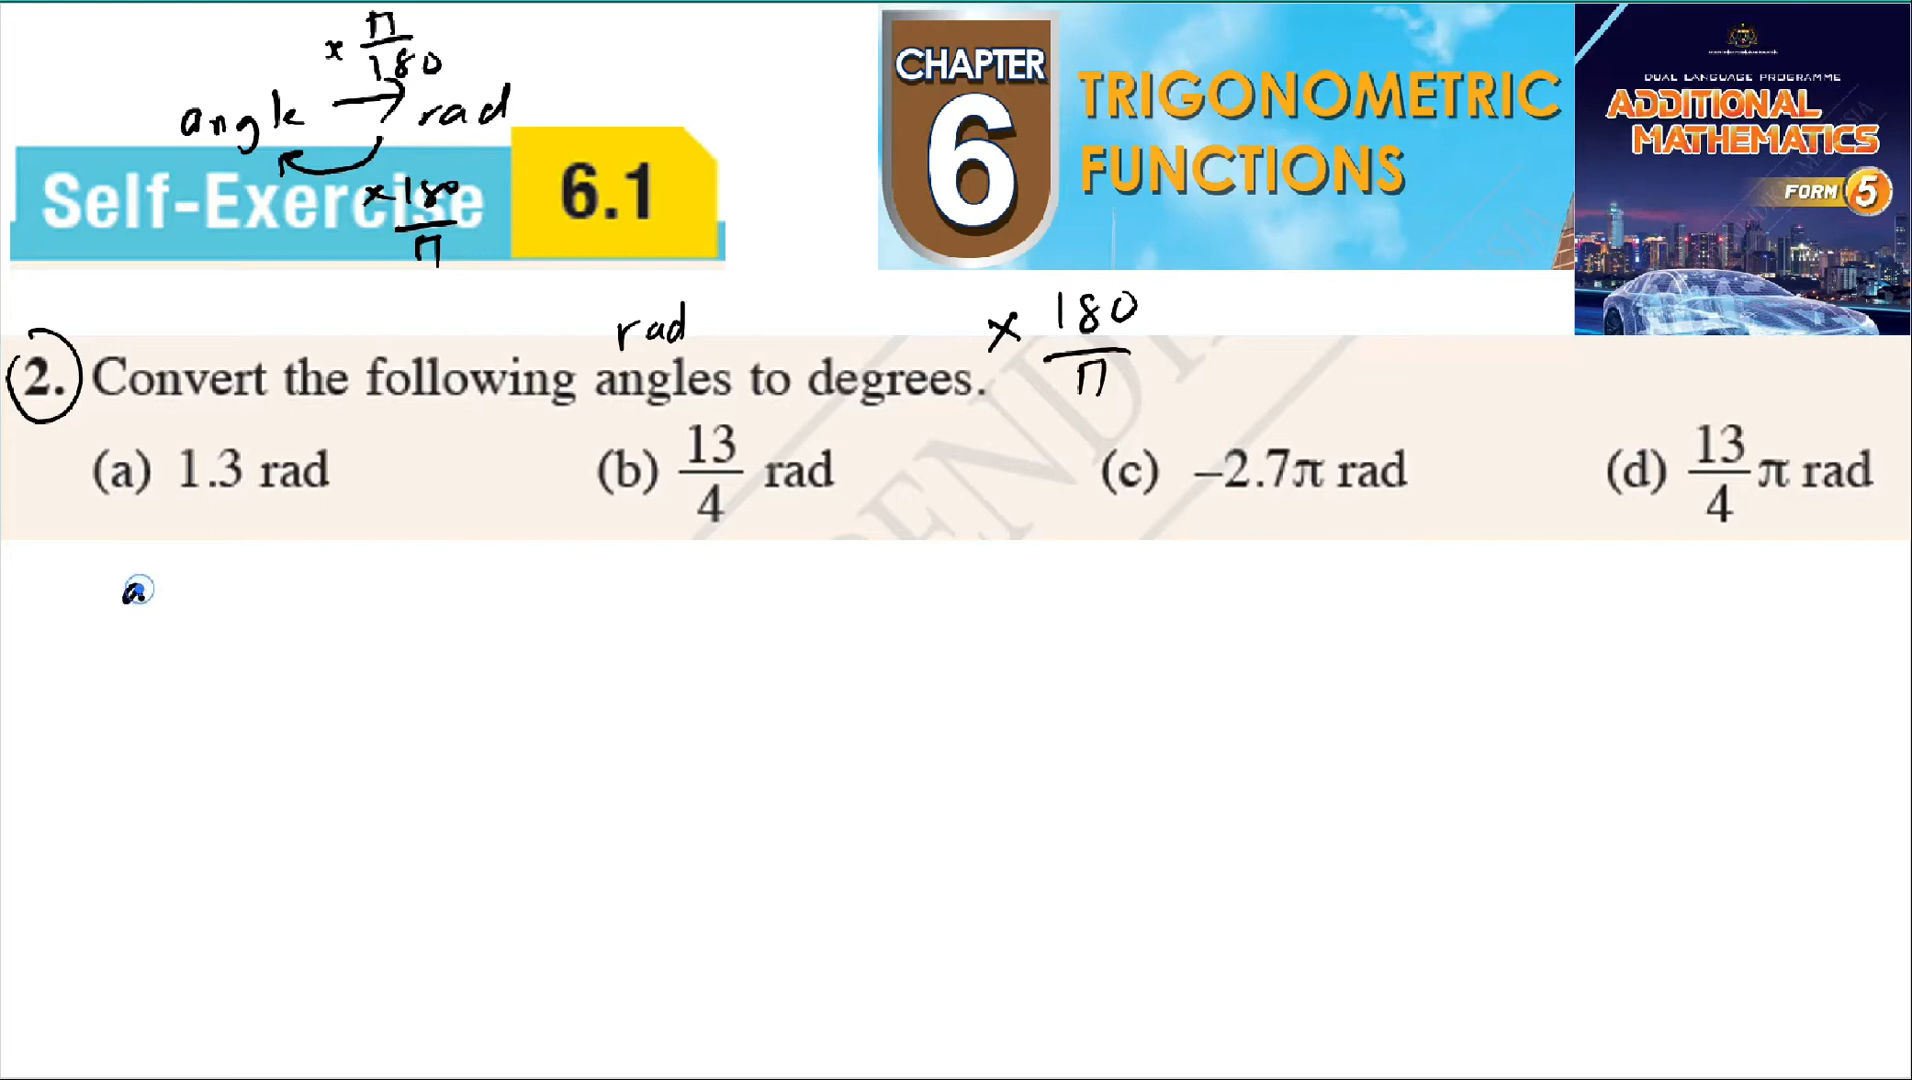 × π/180
angle → rad
× 180/π
Self-Exercise 6.1
CHAPTER
6
TRIGONOMETRIC
FUNCTIONS
DUAL LANGUAGE PROGRAMME
ADDITIONAL
MATHEMATICS
FORM 5
rad
× 180/π
2. Convert the following angles to degrees.
(a) 1.3 rad (b) 13/4 rad (c) –2.7π rad (d) 13/4 π rad